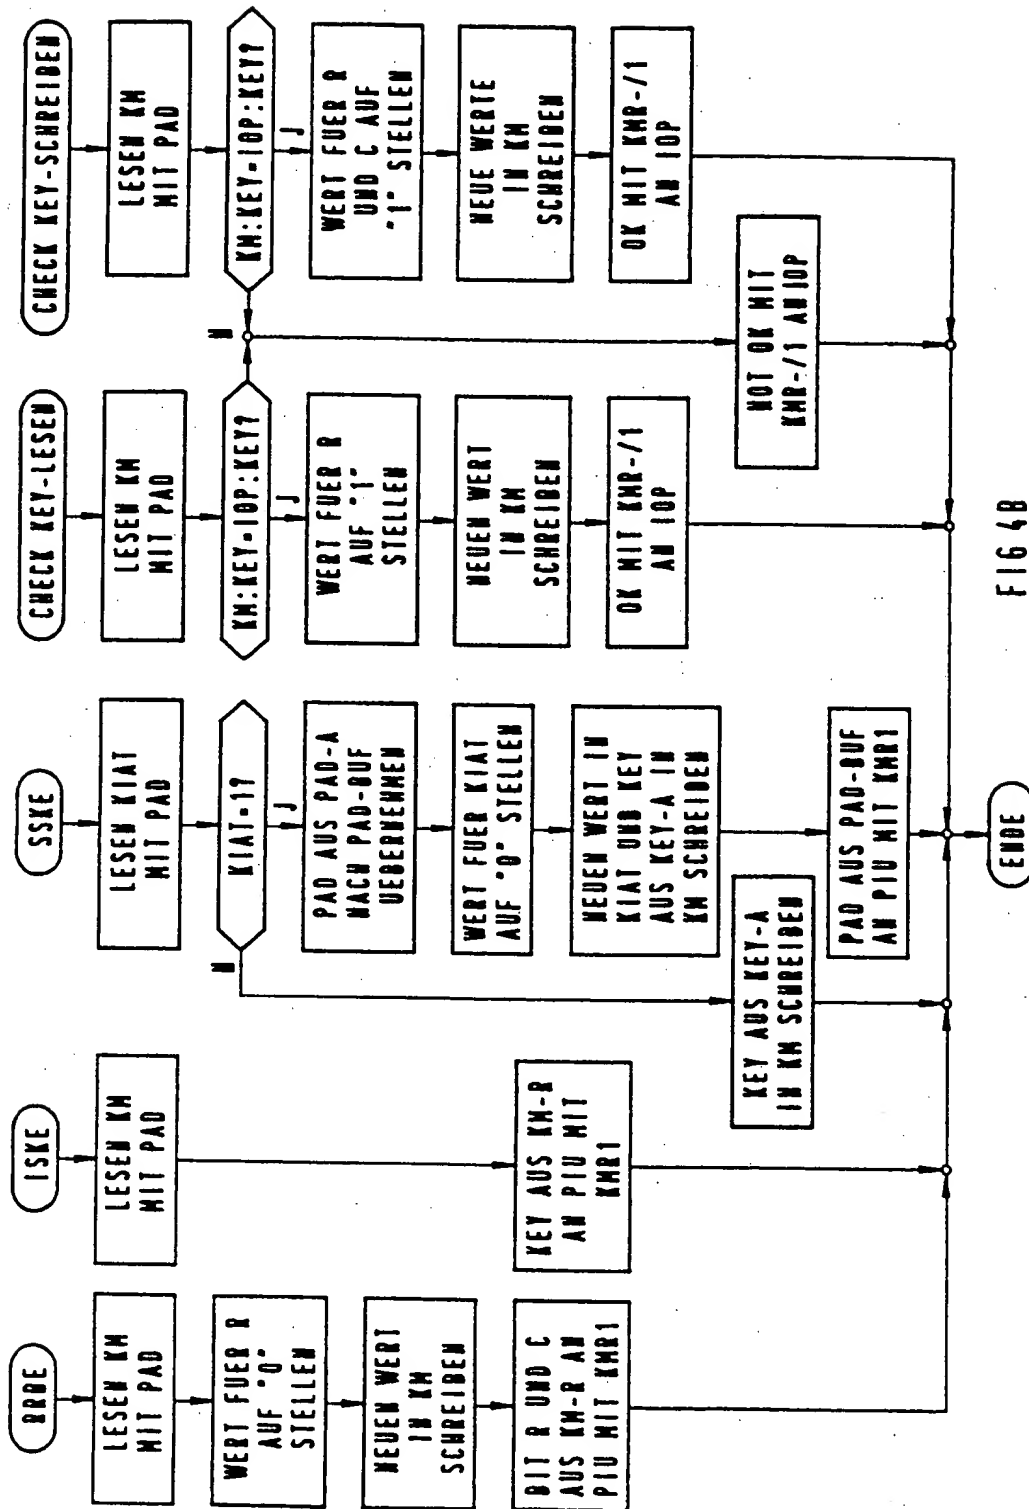 RRBE
LESEN KM
MIT PAD
WERT FUER R
AUF "0"
STELLEN
NEUEN WERT
IN KM
SCHREIBEN
BIT R UND C
AUS KM-R AN
PIU MIT KMR1
ISKE
LESEN KM
MIT PAD
KEY AUS KM-R
AN PIU MIT
KMR1
SSKE
LESEN KIAT
MIT PAD
KIAT=1?
N
J
PAD AUS PAD-A
NACH PAD-BUF
UEBERNEHMEN
WERT FUER KIAT
AUF "0" STELLEN
NEUEN WERT IN
KIAT UND KEY
AUS KEY-A IN
KM SCHREIBEN
KEY AUS KEY-A
IN KM SCHREIBEN
PAD AUS PAD-BUF
AN PIU MIT KMR1
CHECK KEY-LESEN
LESEN KM
MIT PAD
KM:KEY=IOP:KEY?
J
WERT FUER R
AUF "1"
STELLEN
NEUEN WERT
IN KM
SCHREIBEN
OK MIT KMR-/1
AN IOP
N
NOT OK MIT
KMR-/1 AN IOP
CHECK KEY-SCHREIBEN
LESEN KM
MIT PAD
KM:KEY=IOP:KEY?
J
WERT FUER R
UND C AUF
"1" STELLEN
NEUE WERTE
IN KM
SCHREIBEN
OK MIT KMR-/1
AN IOP
ENDE
FIG 4B